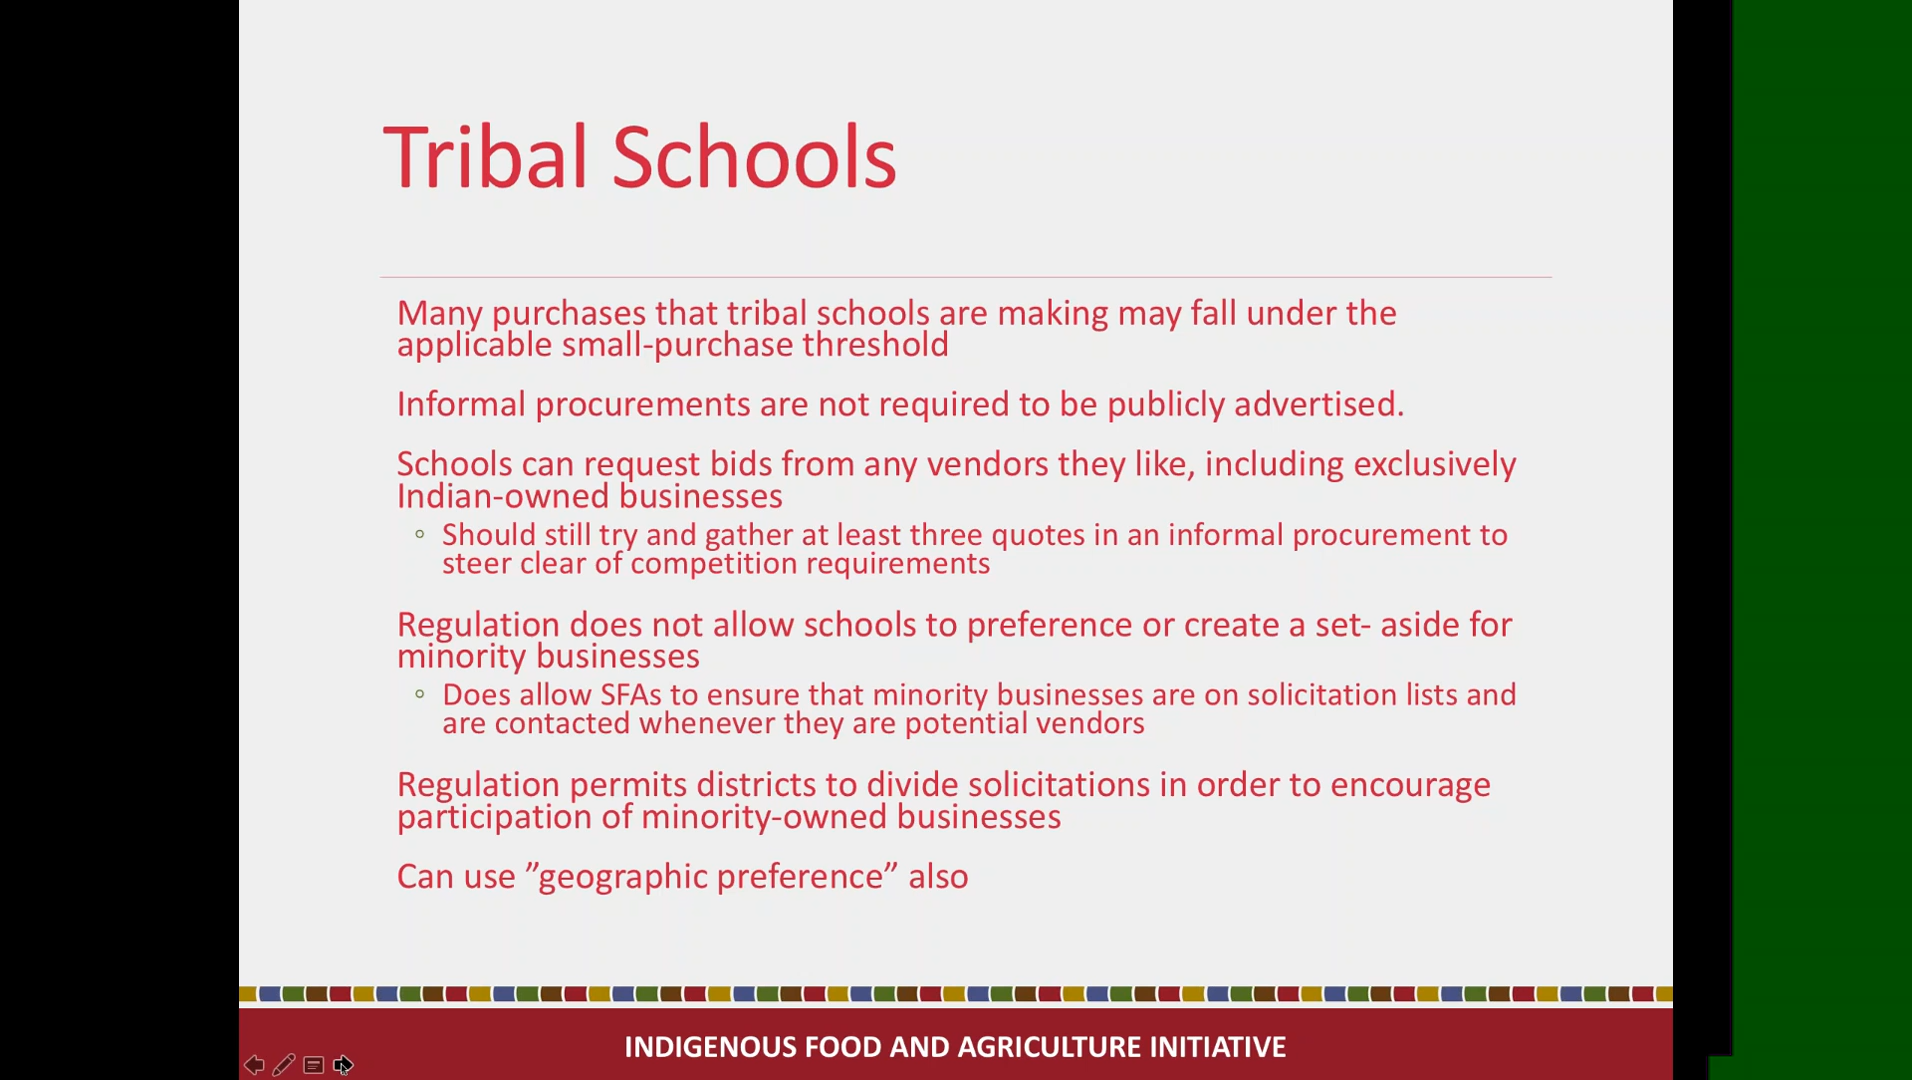 Tribal Schools
Many purchases that tribal schools are making may fall under the
applicable small-purchase threshold
Informal procurements are not required to be publicly advertised.
Schools can request bids from any vendors they like, including exclusively
Indian-owned businesses
◦ Should still try and gather at least three quotes in an informal procurement to
steer clear of competition requirements
Regulation does not allow schools to preference or create a set- aside for
minority businesses
◦ Does allow SFAs to ensure that minority businesses are on solicitation lists and
are contacted whenever they are potential vendors
Regulation permits districts to divide solicitations in order to encourage
participation of minority-owned businesses
Can use ”geographic preference” also
INDIGENOUS FOOD AND AGRICULTURE INITIATIVE